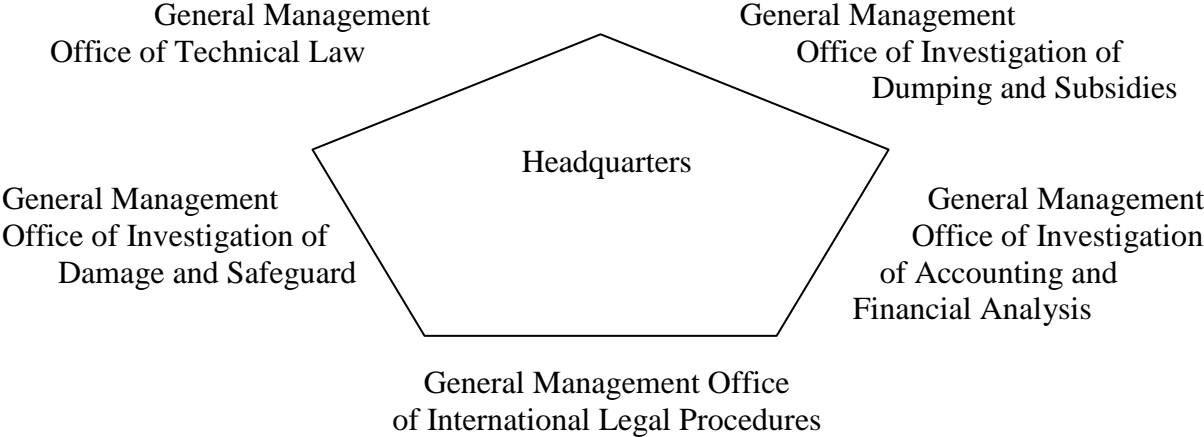 General Management
Office of Technical Law
General Management
Office of Investigation of
Dumping and Subsidies
Headquarters
General Management
Office of Investigation of
Damage and Safeguard
General Management
Office of Investigation
of Accounting and
Financial Analysis
General Management Office
of International Legal Procedures